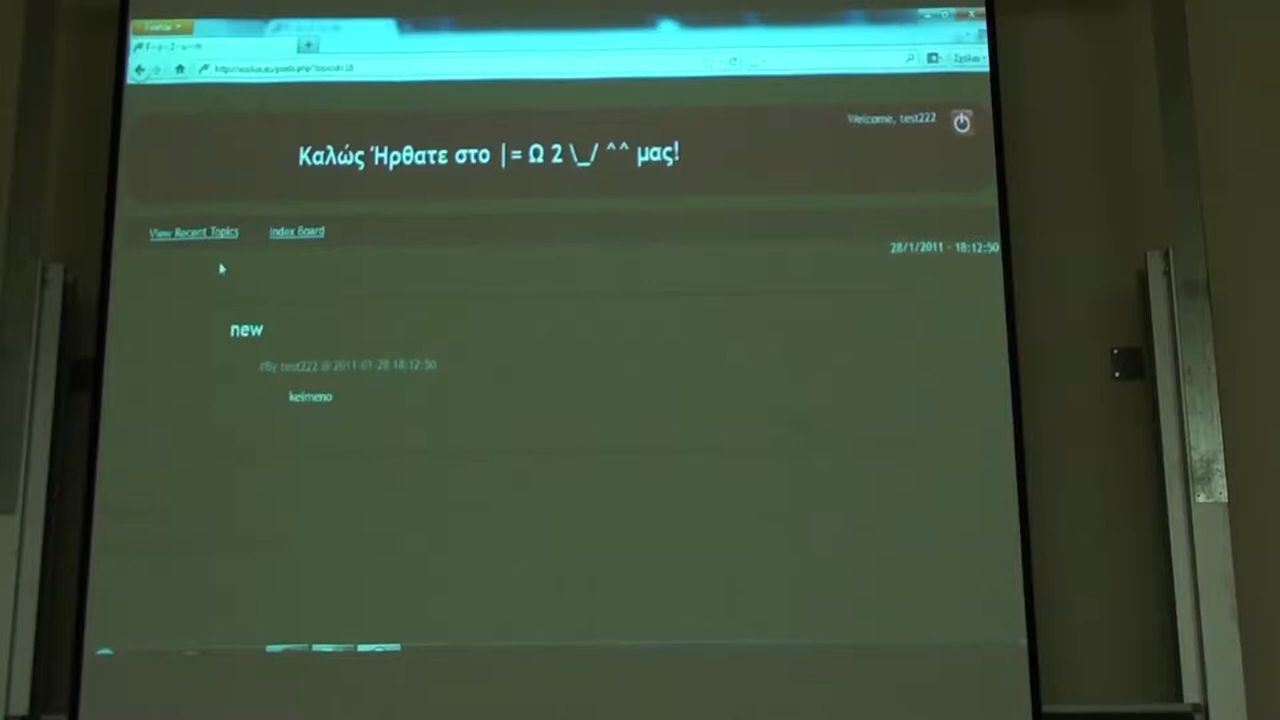 Firefox
Welcome, test222
Καλώς Ήρθατε στο |= Ω 2 \_/ ^^ μας!
View Recent Topics
Index Board
28/1/2011 - 18:12:50
new
#By test222 @ 2011-01-28 18:12:50
keimeno